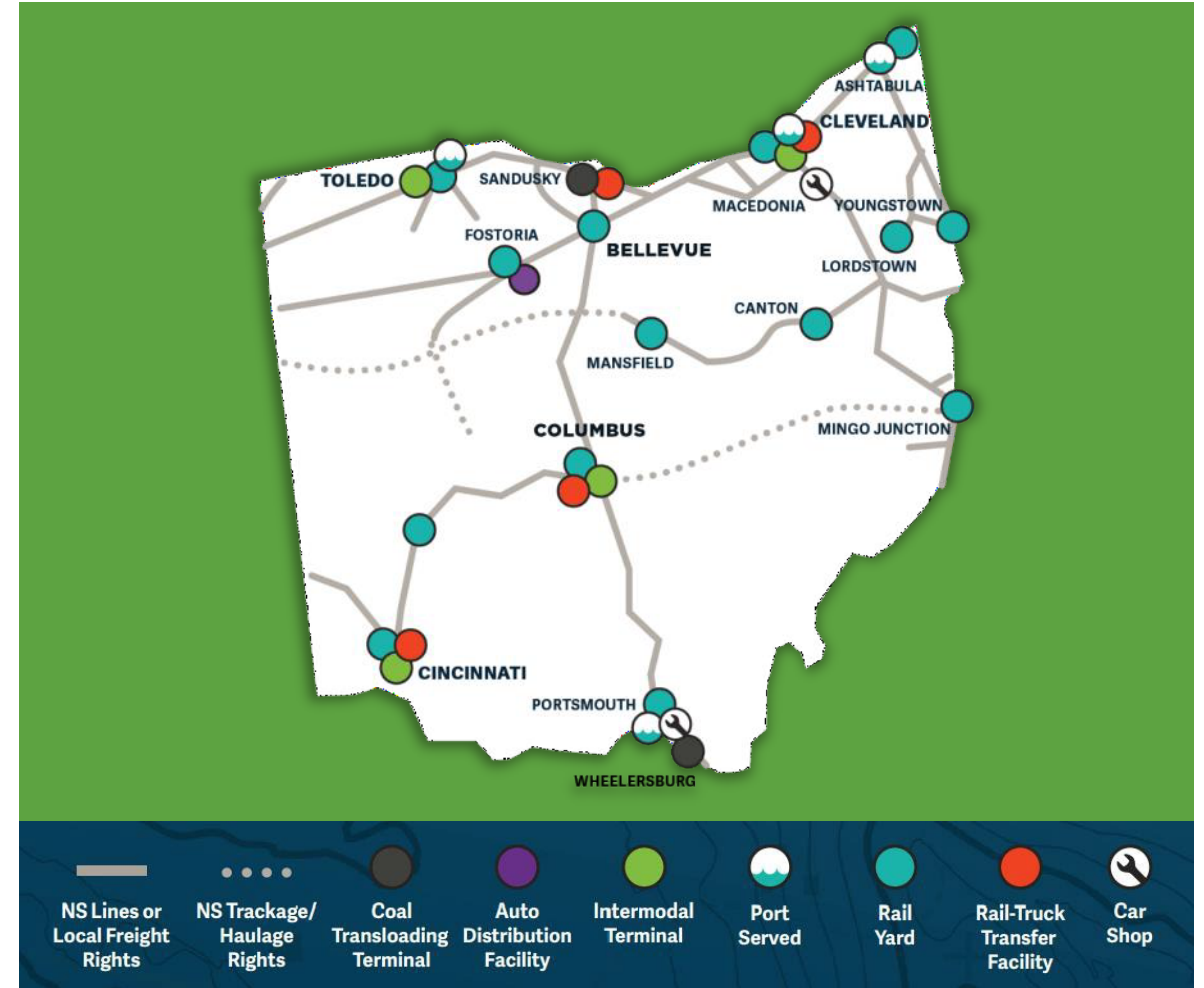 ASHTABULA
CLEVELAND
TOLEDO
SANDUSKY
MACEDONIA
YOUNGSTOWN
FOSTORIA
BELLEVUE
LORDSTOWN
CANTON
MANSFIELD
COLUMBUS
MINGO JUNCTION
CINCINNATI
PORTSMOUTH
WHEELERSBURG
NS Lines or
Local Freight
Rights
NS Trackage/
Haulage
Rights
Coal
Transloading
Terminal
Auto
Distribution
Facility
Intermodal
Terminal
Port
Served
Rail
Yard
Rail-Truck
Transfer
Facility
Car
Shop